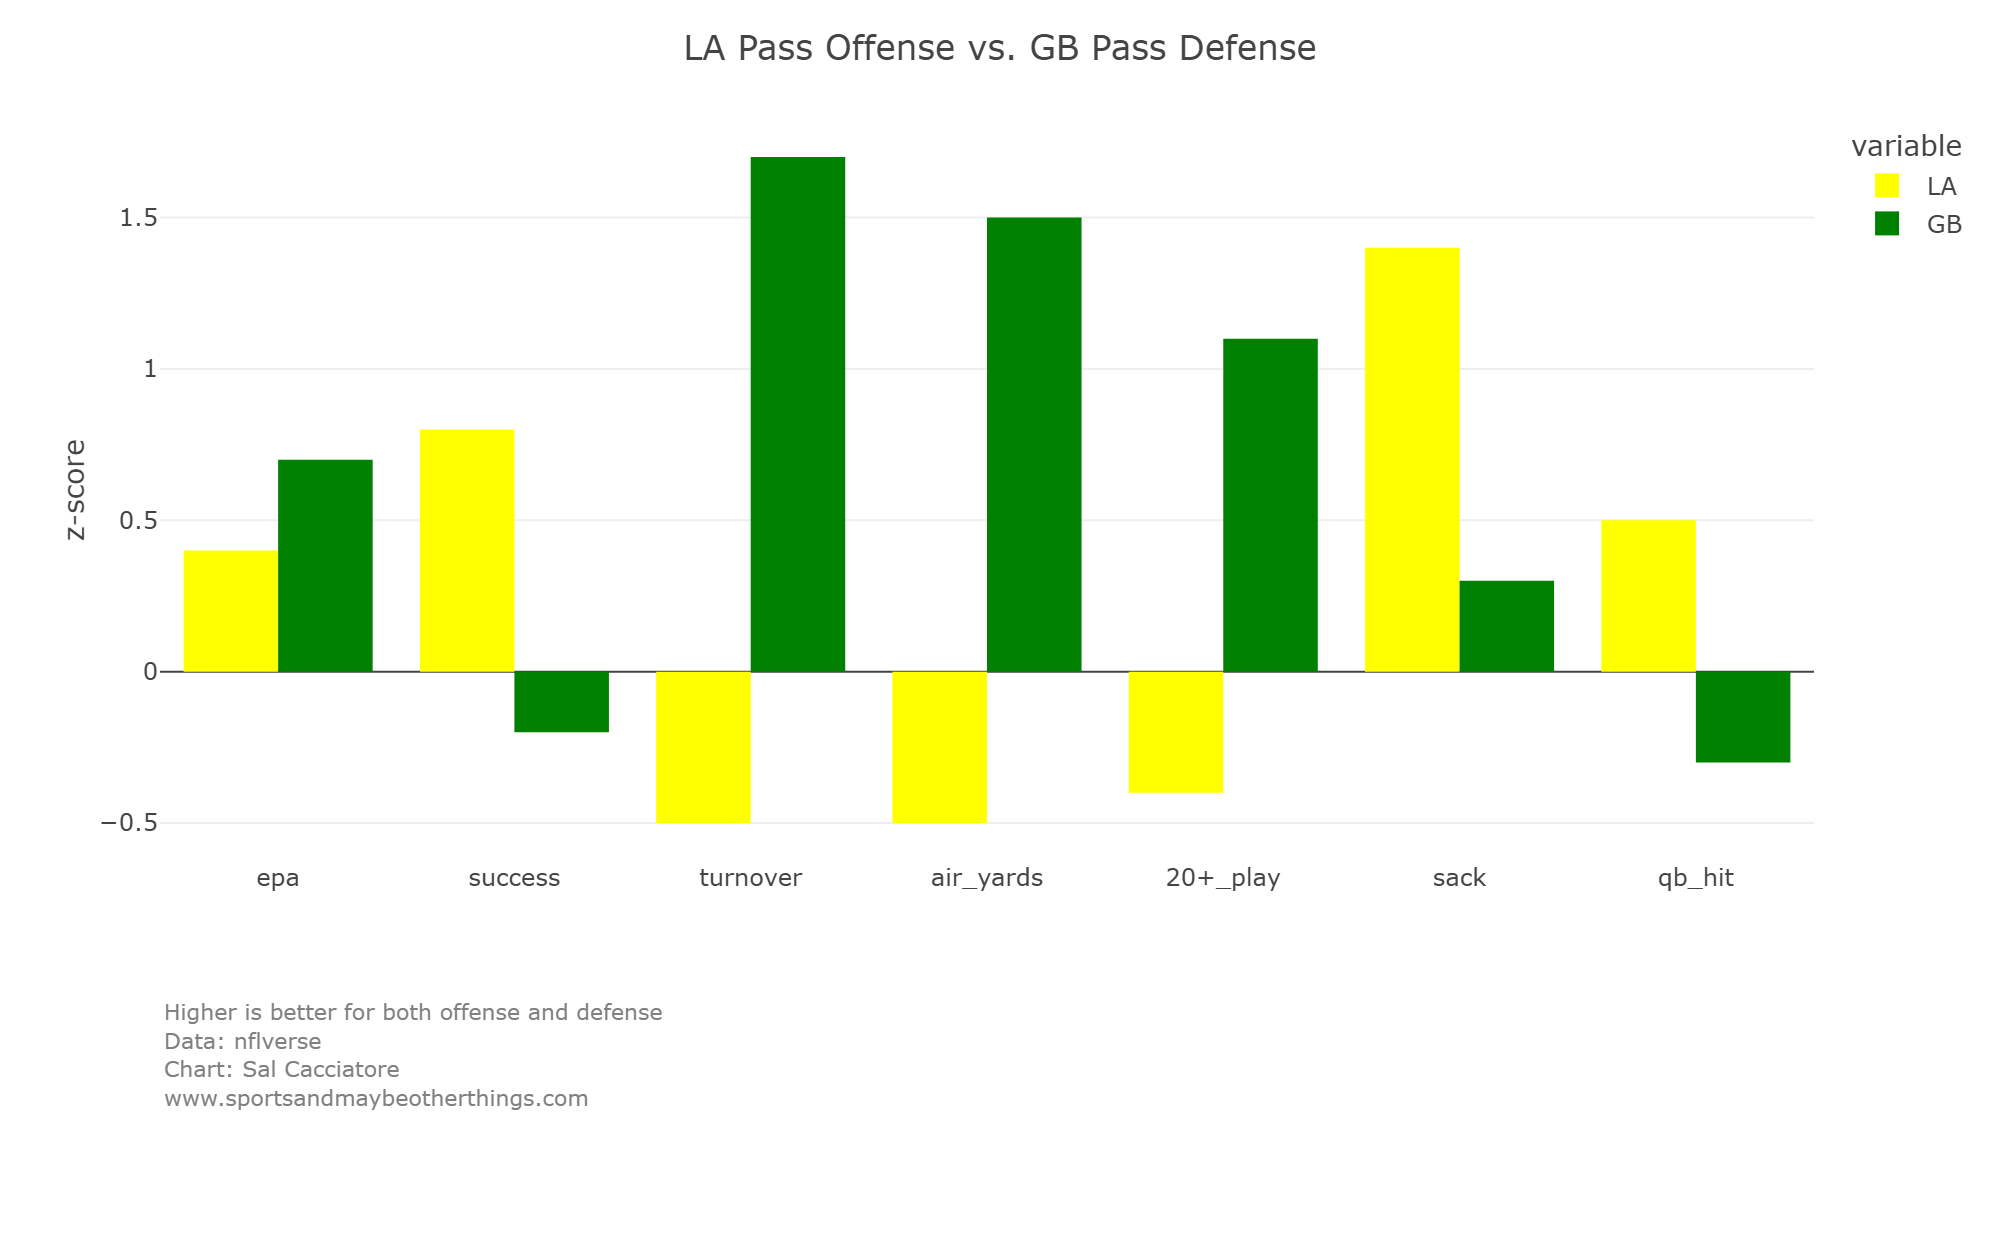 LA Pass Offense vs. GB Pass Defense
variable
LA
GB
z-score
1.5
1
0.5
0
−0.5
epa
success
turnover
air_yards
20+_play
sack
qb_hit
Higher is better for both offense and defense
Data: nflverse
Chart: Sal Cacciatore
www.sportsandmaybeotherthings.com